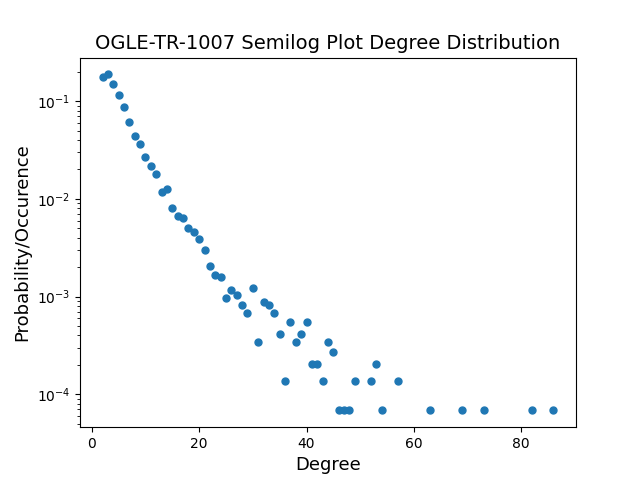 OGLE-TR-1007 Semilog Plot Degree Distribution
Probability/Occurence
10⁻¹
10⁻²
10⁻³
10⁻⁴
0 20 40 60 80
Degree